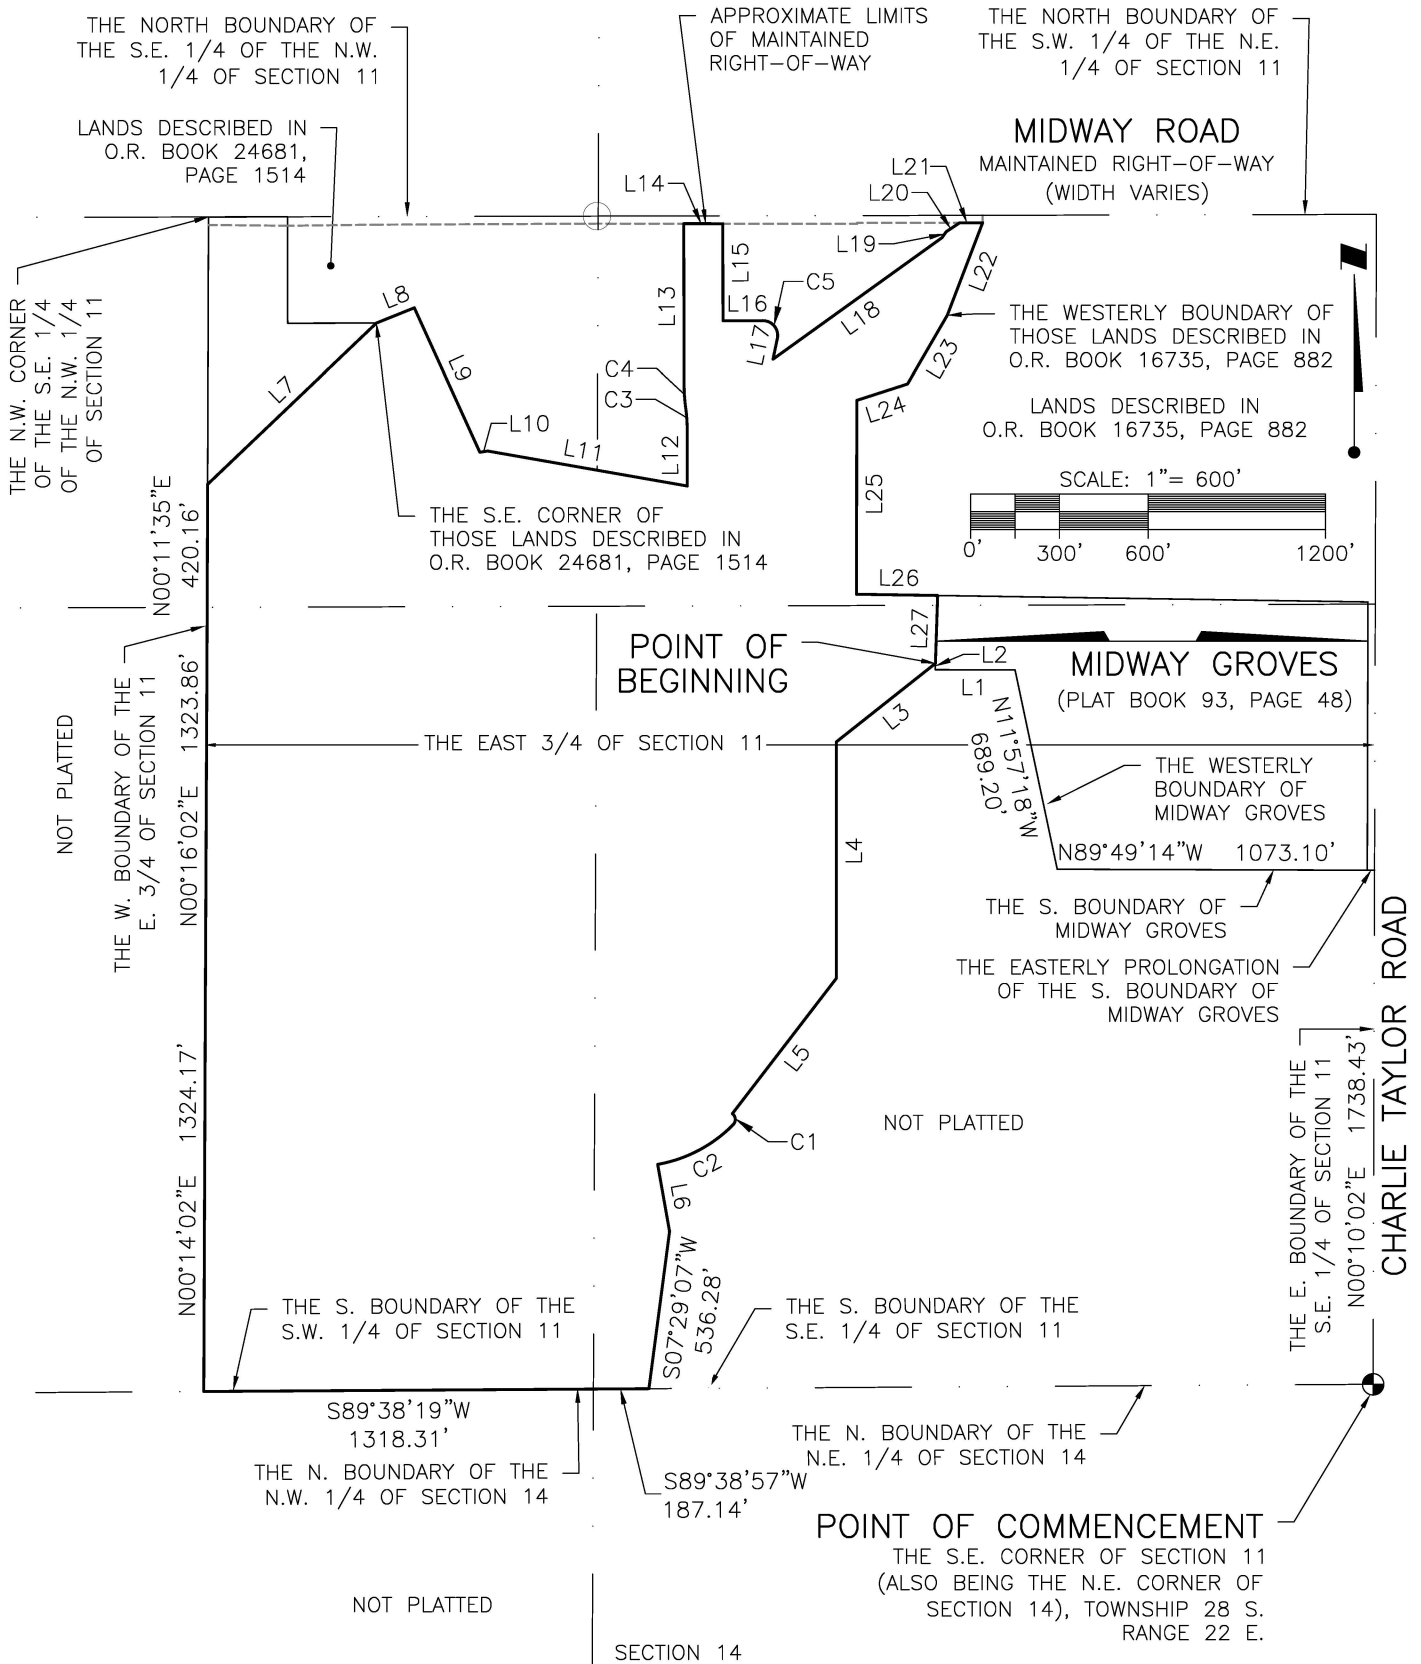 THE NORTH BOUNDARY OF
THE S.E. 1/4 OF THE N.W.
1/4 OF SECTION 11
APPROXIMATE LIMITS
OF MAINTAINED
RIGHT-OF-WAY
THE NORTH BOUNDARY OF
THE S.W. 1/4 OF THE N.E.
1/4 OF SECTION 11
LANDS DESCRIBED IN
O.R. BOOK 24681,
PAGE 1514
MIDWAY ROAD
MAINTAINED RIGHT-OF-WAY
(WIDTH VARIES)
L14
L21
L20
L19
L15
L13
L22
L8
L16
C5
L17
L18
THE N.W. CORNER
OF THE S.E. 1/4
OF THE N.W. 1/4
OF SECTION 11
THE WESTERLY BOUNDARY OF
THOSE LANDS DESCRIBED IN
O.R. BOOK 16735, PAGE 882
L7
L9
C4
C3
L23
L24
LANDS DESCRIBED IN
O.R. BOOK 16735, PAGE 882
L10
L11
L12
L25
SCALE: 1"= 600'
0'
300'
600'
1200'
N00°11'35"E
420.16'
THE S.E. CORNER OF
THOSE LANDS DESCRIBED IN
O.R. BOOK 24681, PAGE 1514
L26
L27
POINT OF
BEGINNING
L2
L1
MIDWAY GROVES
(PLAT BOOK 93, PAGE 48)
L3
NOT PLATTED
THE W. BOUNDARY OF THE
E. 3/4 OF SECTION 11
N00°16'02"E 1323.86'
THE EAST 3/4 OF SECTION 11
N11°57'18"W
689.20'
THE WESTERLY
BOUNDARY OF
MIDWAY GROVES
L4
N89°49'14"W 1073.10'
THE S. BOUNDARY OF
MIDWAY GROVES
THE EASTERLY PROLONGATION
OF THE S. BOUNDARY OF
MIDWAY GROVES
CHARLIE TAYLOR ROAD
L5
N00°14'02"E 1324.17'
THE E. BOUNDARY OF THE
S.E. 1/4 OF SECTION 11
N00°10'02"E 1738.43'
NOT PLATTED
C1
C2
L6
S07°29'07"W
536.28'
THE S. BOUNDARY OF THE
S.W. 1/4 OF SECTION 11
THE S. BOUNDARY OF THE
S.E. 1/4 OF SECTION 11
S89°38'19"W
1318.31'
THE N. BOUNDARY OF THE
N.W. 1/4 OF SECTION 14
S89°38'57"W
187.14'
THE N. BOUNDARY OF THE
N.E. 1/4 OF SECTION 14
POINT OF COMMENCEMENT
THE S.E. CORNER OF SECTION 11
(ALSO BEING THE N.E. CORNER OF
SECTION 14), TOWNSHIP 28 S.
RANGE 22 E.
NOT PLATTED
SECTION 14